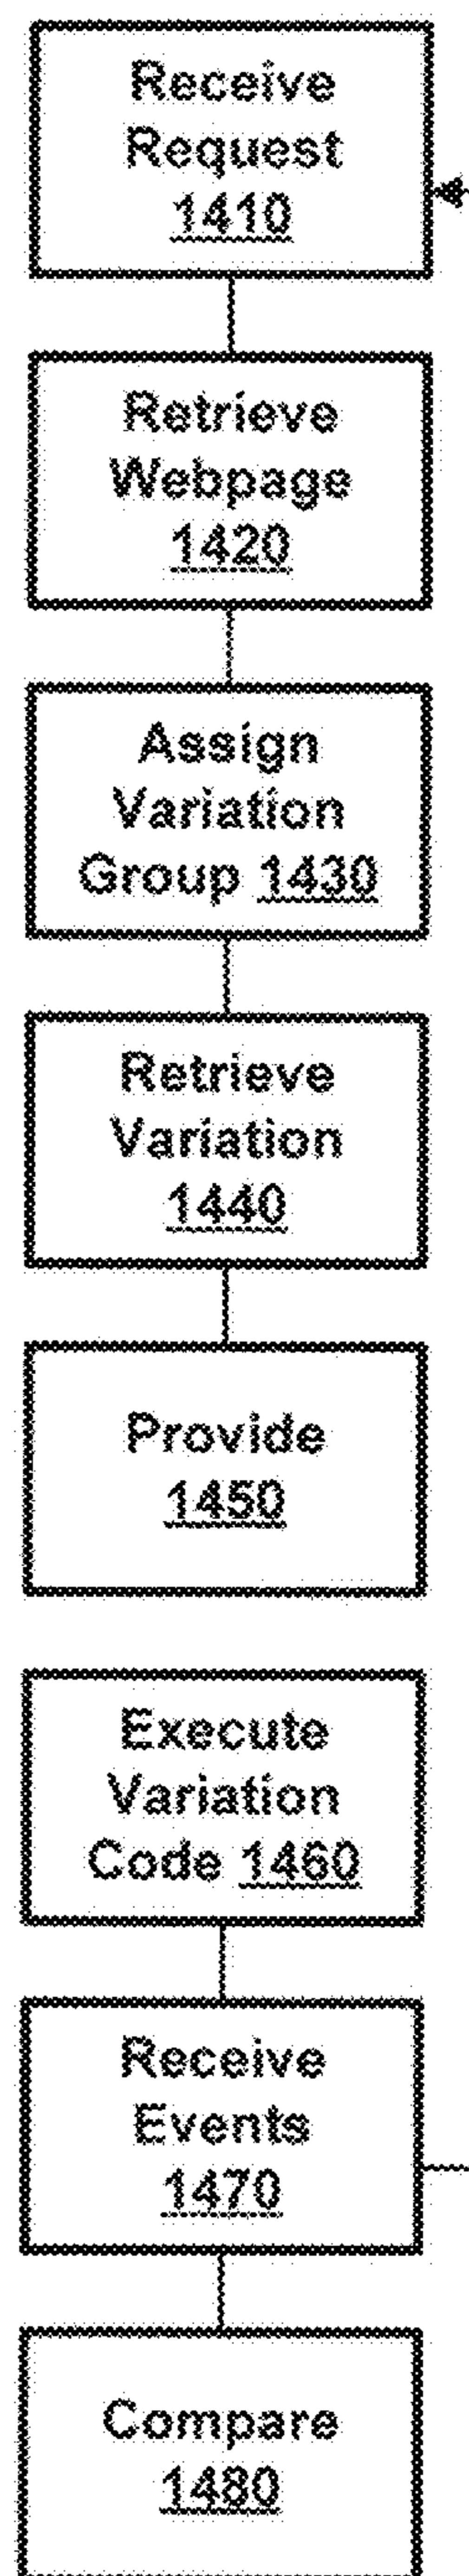 Receive
Request
1410
Retrieve
Webpage
1420
Assign
Variation
Group 1430
Retrieve
Variation
1440
Provide
1450
Execute
Variation
Code 1460
Receive
Events
1470
Compare
1480